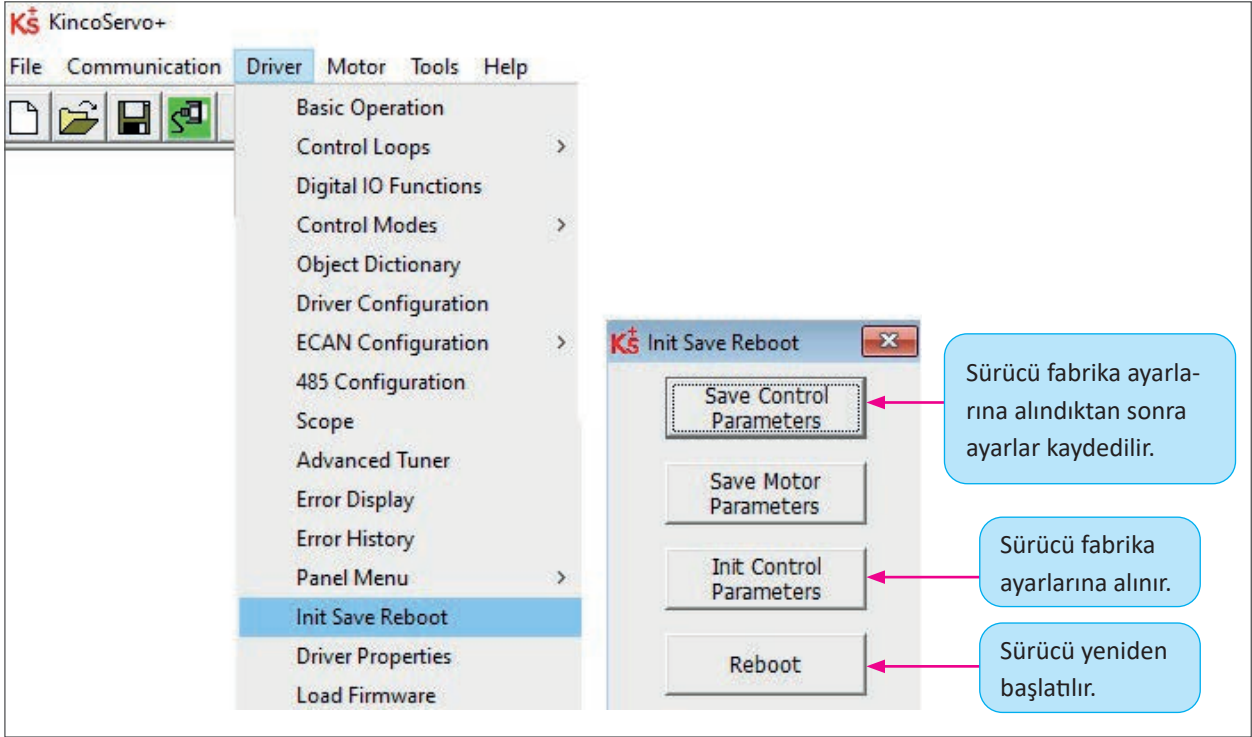 KincoServo+
File Communication Driver Motor Tools Help
Basic Operation
Control Loops
Digital IO Functions
Control Modes
Object Dictionary
Driver Configuration
ECAN Configuration
485 Configuration
Scope
Advanced Tuner
Error Display
Error History
Panel Menu
Init Save Reboot
Driver Properties
Load Firmware
Init Save Reboot
Save Control
Parameters
Save Motor
Parameters
Init Control
Parameters
Reboot
Sürücü fabrika ayarla-
rına alındıktan sonra
ayarlar kaydedilir.
Sürücü fabrika
ayarlarına alınır.
Sürücü yeniden
başlatılır.